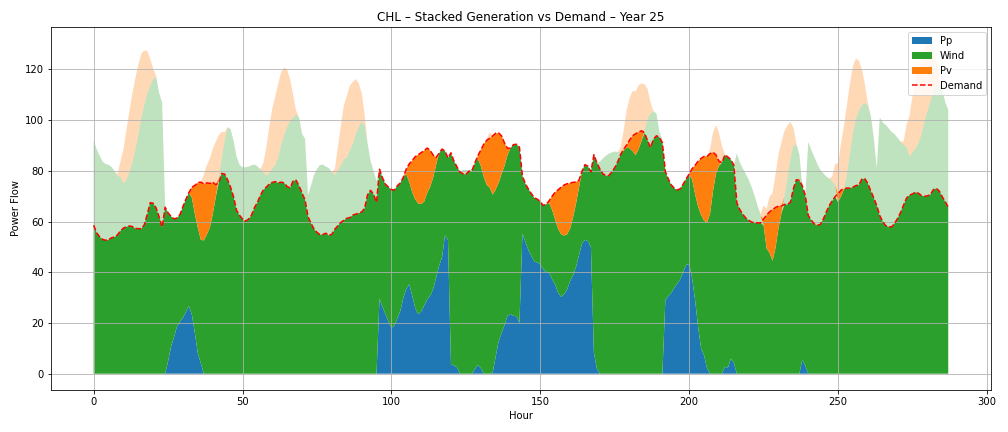 CHL – Stacked Generation vs Demand – Year 25
Pp
Wind
Pv
Demand
Power Flow
120
100
80
60
40
20
0
0 50 100 150 200 250 300
Hour